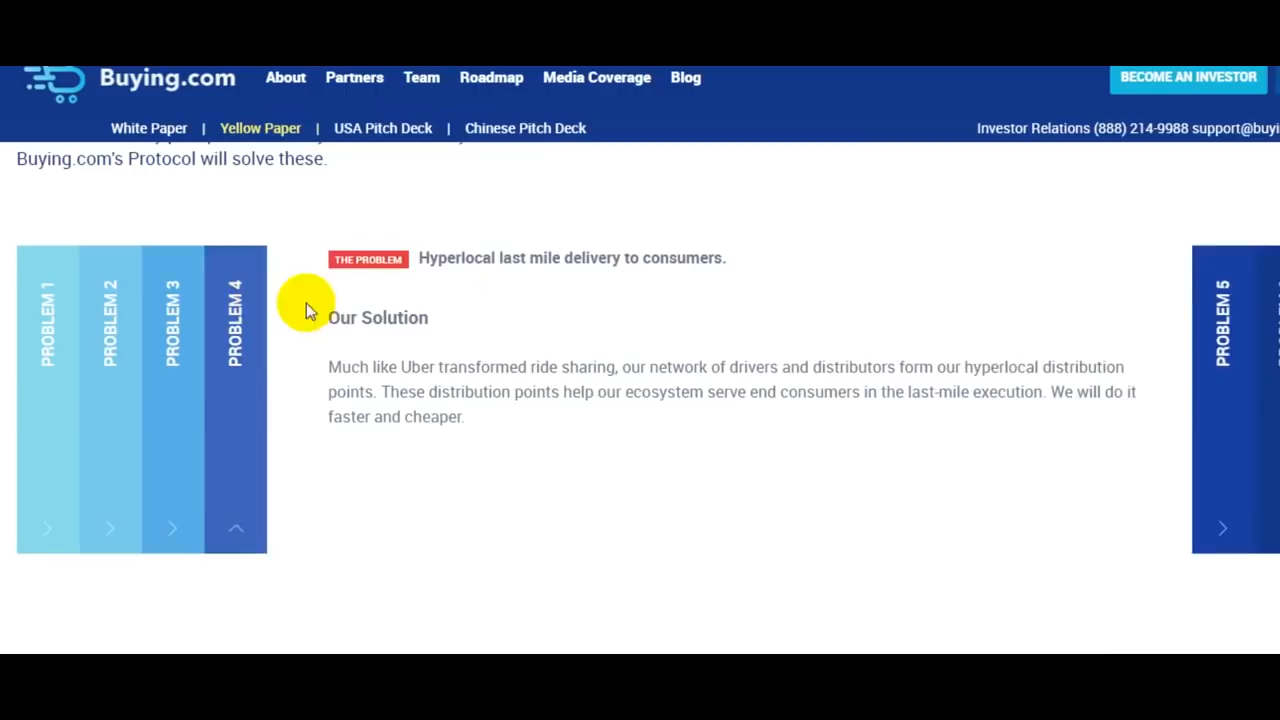 Buying.com
About
Partners
Team
Roadmap
Media Coverage
Blog
BECOME AN INVESTOR
White Paper | Yellow Paper | USA Pitch Deck | Chinese Pitch Deck
Investor Relations (888) 214-9988 support@buyi
Buying.com's Protocol will solve these.
PROBLEM 1
PROBLEM 2
PROBLEM 3
PROBLEM 4
THE PROBLEM Hyperlocal last mile delivery to consumers.
Our Solution
Much like Uber transformed ride sharing, our network of drivers and distributors form our hyperlocal distribution
points. These distribution points help our ecosystem serve end consumers in the last-mile execution. We will do it
faster and cheaper.
PROBLEM 5